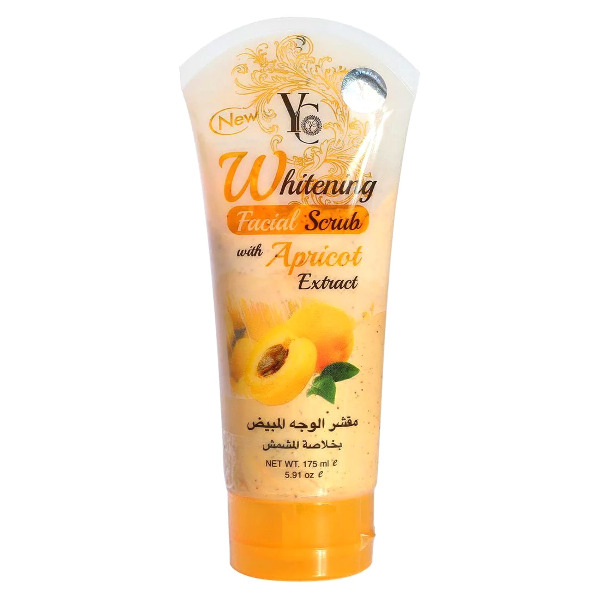 New
YC
Whitening
Facial Scrub
with Apricot
Extract
مقشر الوجه المبيض
بخلاصة المشمش
NET WT. 175 ml e
5.91 oz e